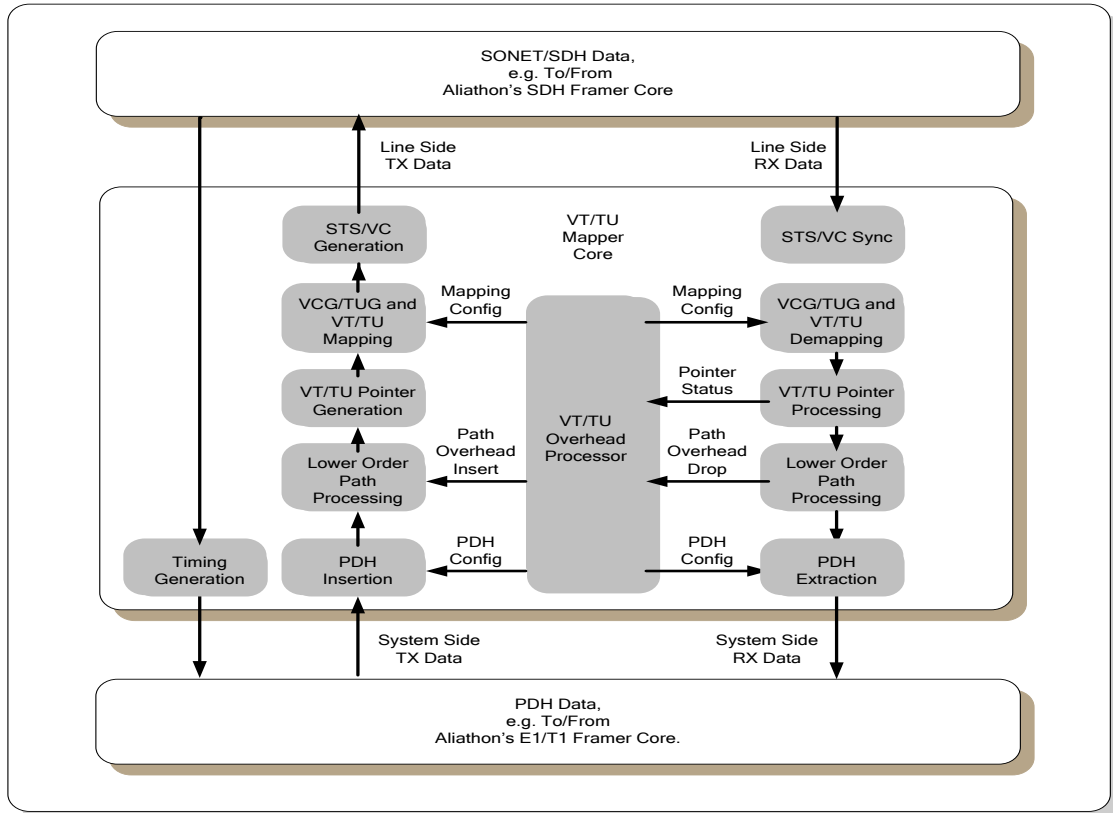 SONET/SDH Data,
e.g. To/From
Aliathon's SDH Framer Core
Line Side
TX Data
Line Side
RX Data
STS/VC
Generation
VT/TU
Mapper
Core
STS/VC Sync
VCG/TUG and
VT/TU
Mapping
Mapping
Config
Mapping
Config
VCG/TUG and
VT/TU
Demapping
VT/TU Pointer
Generation
Pointer
Status
VT/TU Pointer
Processing
VT/TU
Overhead
Processor
Lower Order
Path
Processing
Path
Overhead
Insert
Path
Overhead
Drop
Lower Order
Path
Processing
Timing
Generation
PDH
Insertion
PDH
Config
PDH
Config
PDH
Extraction
System Side
TX Data
System Side
RX Data
PDH Data,
e.g. To/From
Aliathon's E1/T1 Framer Core.